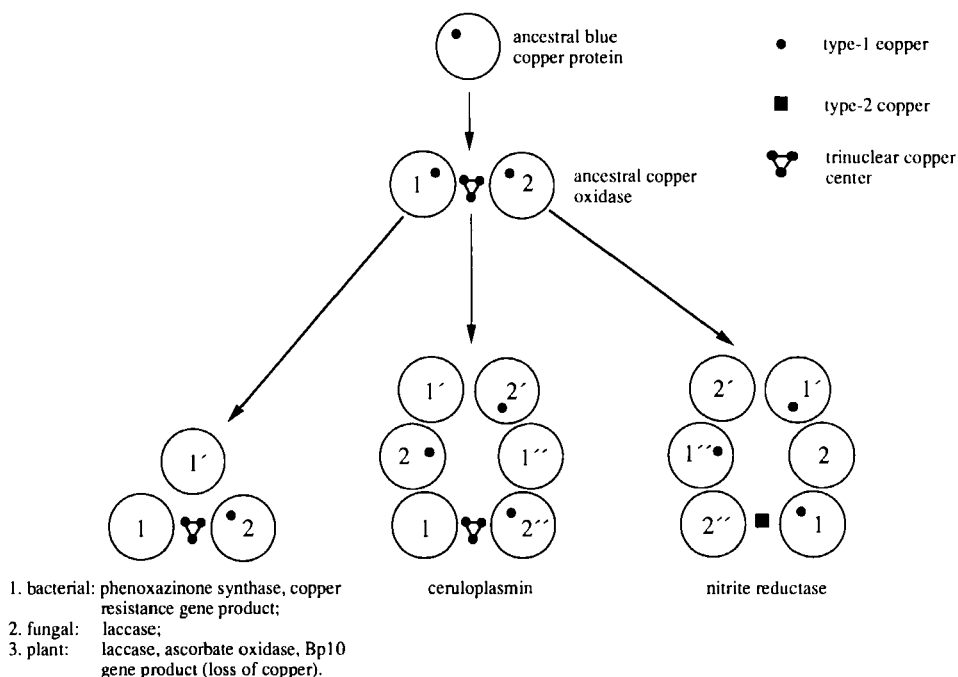 ancestral blue
copper protein
type-1 copper
type-2 copper
trinuclear copper
center
1
2
ancestral copper
oxidase
1´
1
2
1´
2´
2
1´´
1
2´´
2´
1´
1´´
2
2´´
1
1. bacterial: phenoxazinone synthase, copper
resistance gene product;
2. fungal: laccase;
3. plant: laccase, ascorbate oxidase, Bp10
gene product (loss of copper).
ceruloplasmin
nitrite reductase